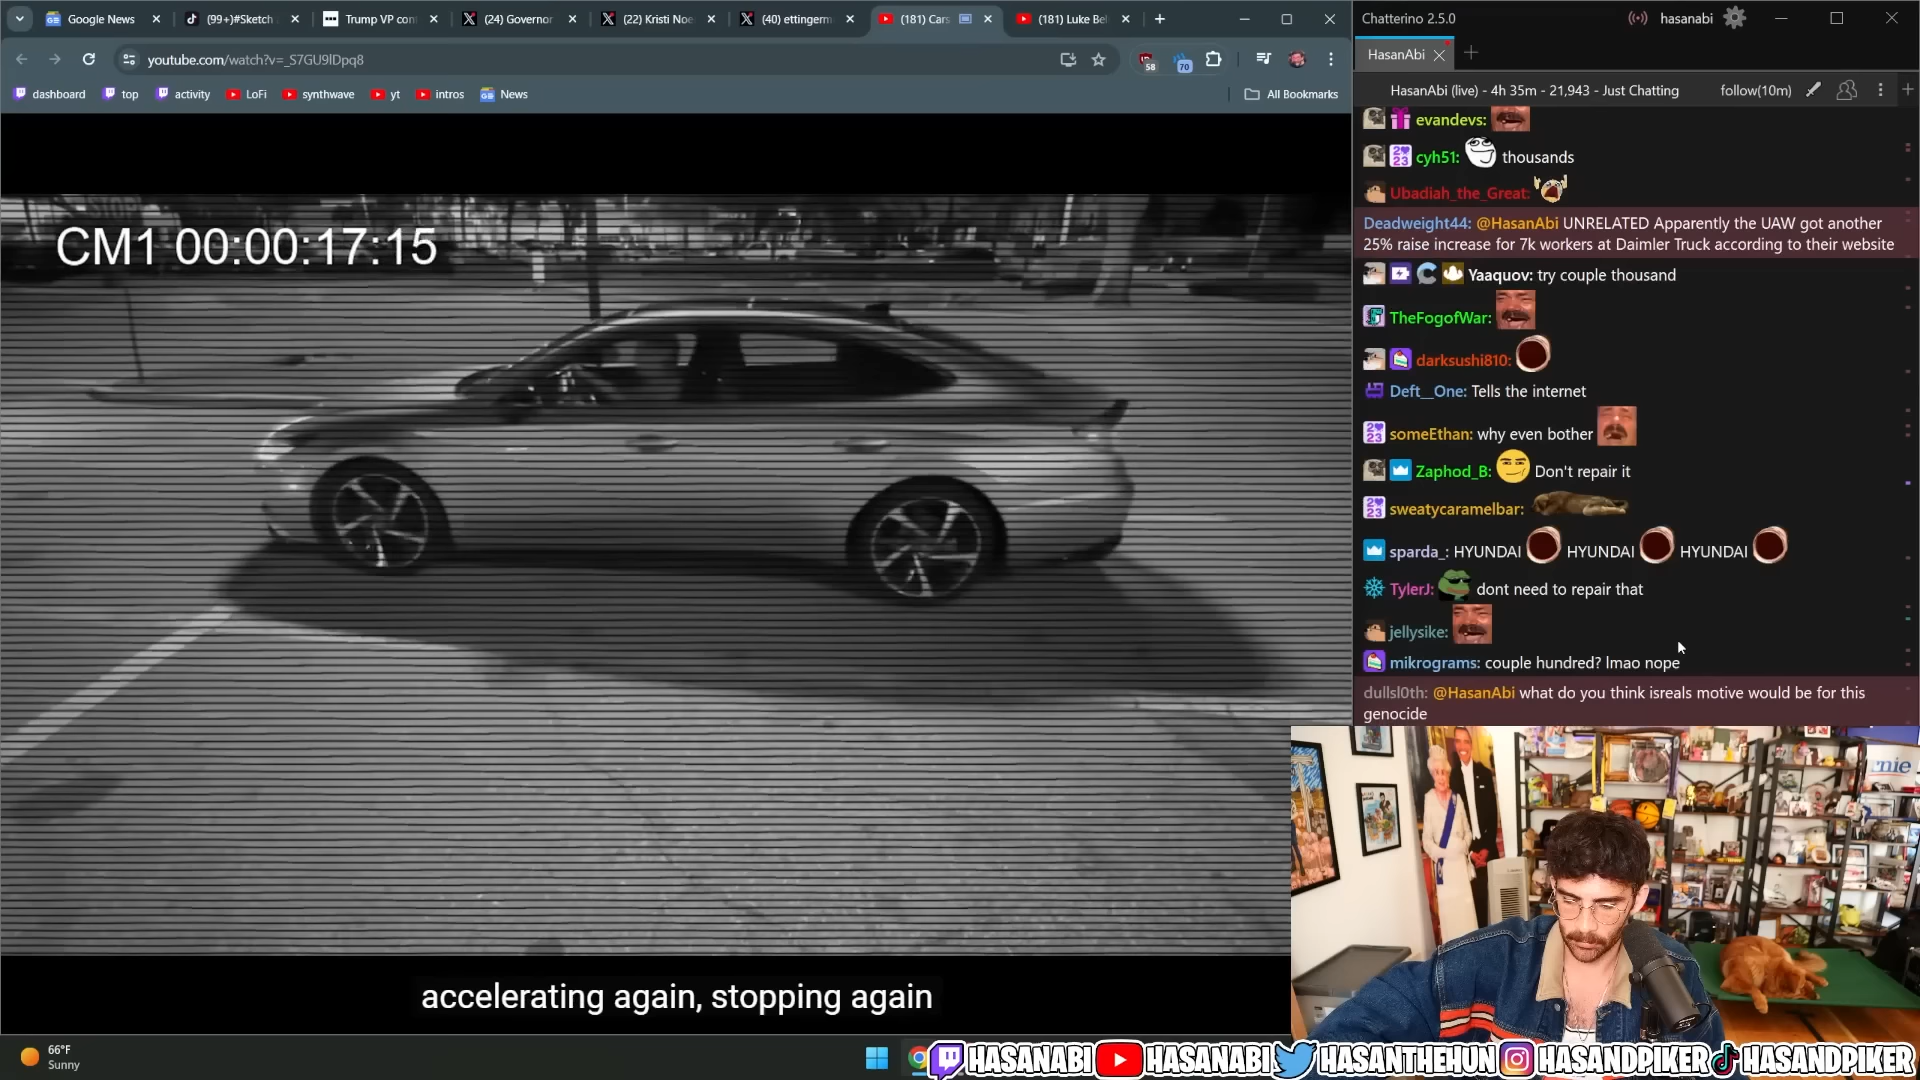 Google News
(99+)#Sketch
Trump VP con
(24) Governor
(22) Kristi Noe
(40) ettingerm
(181) Cars
(181) Luke Bel
youtube.com/watch?v=_S7GU9lDpq8
58
70
dashboard
top
activity
LoFi
synthwave
yt
intros
News
All Bookmarks
CM1 00:00:17:15
accelerating again, stopping again
66°F
Sunny
Chatterino 2.5.0
hasanabi
HasanAbi
HasanAbi (live) - 4h 35m - 21,943 - Just Chatting
follow(10m)
evandevs:
cyh51: thousands
Ubadiah_the_Great:
Deadweight44: @HasanAbi UNRELATED Apparently the UAW got another
25% raise increase for 7k workers at Daimler Truck according to their website
Yaaquov: try couple thousand
TheFogofWar:
darksushi810:
Deft__One: Tells the internet
someEthan: why even bother
Zaphod_B: Don't repair it
sweatycaramelbar:
sparda_: HYUNDAI HYUNDAI HYUNDAI
TylerJ: dont need to repair that
jellysike:
mikrograms: couple hundred? lmao nope
dullsl0th: @HasanAbi what do you think isreals motive would be for this
genocide
nie
HASANABI HASANABI HASANTHEHUN HASANDPIKER HASANDPIKER